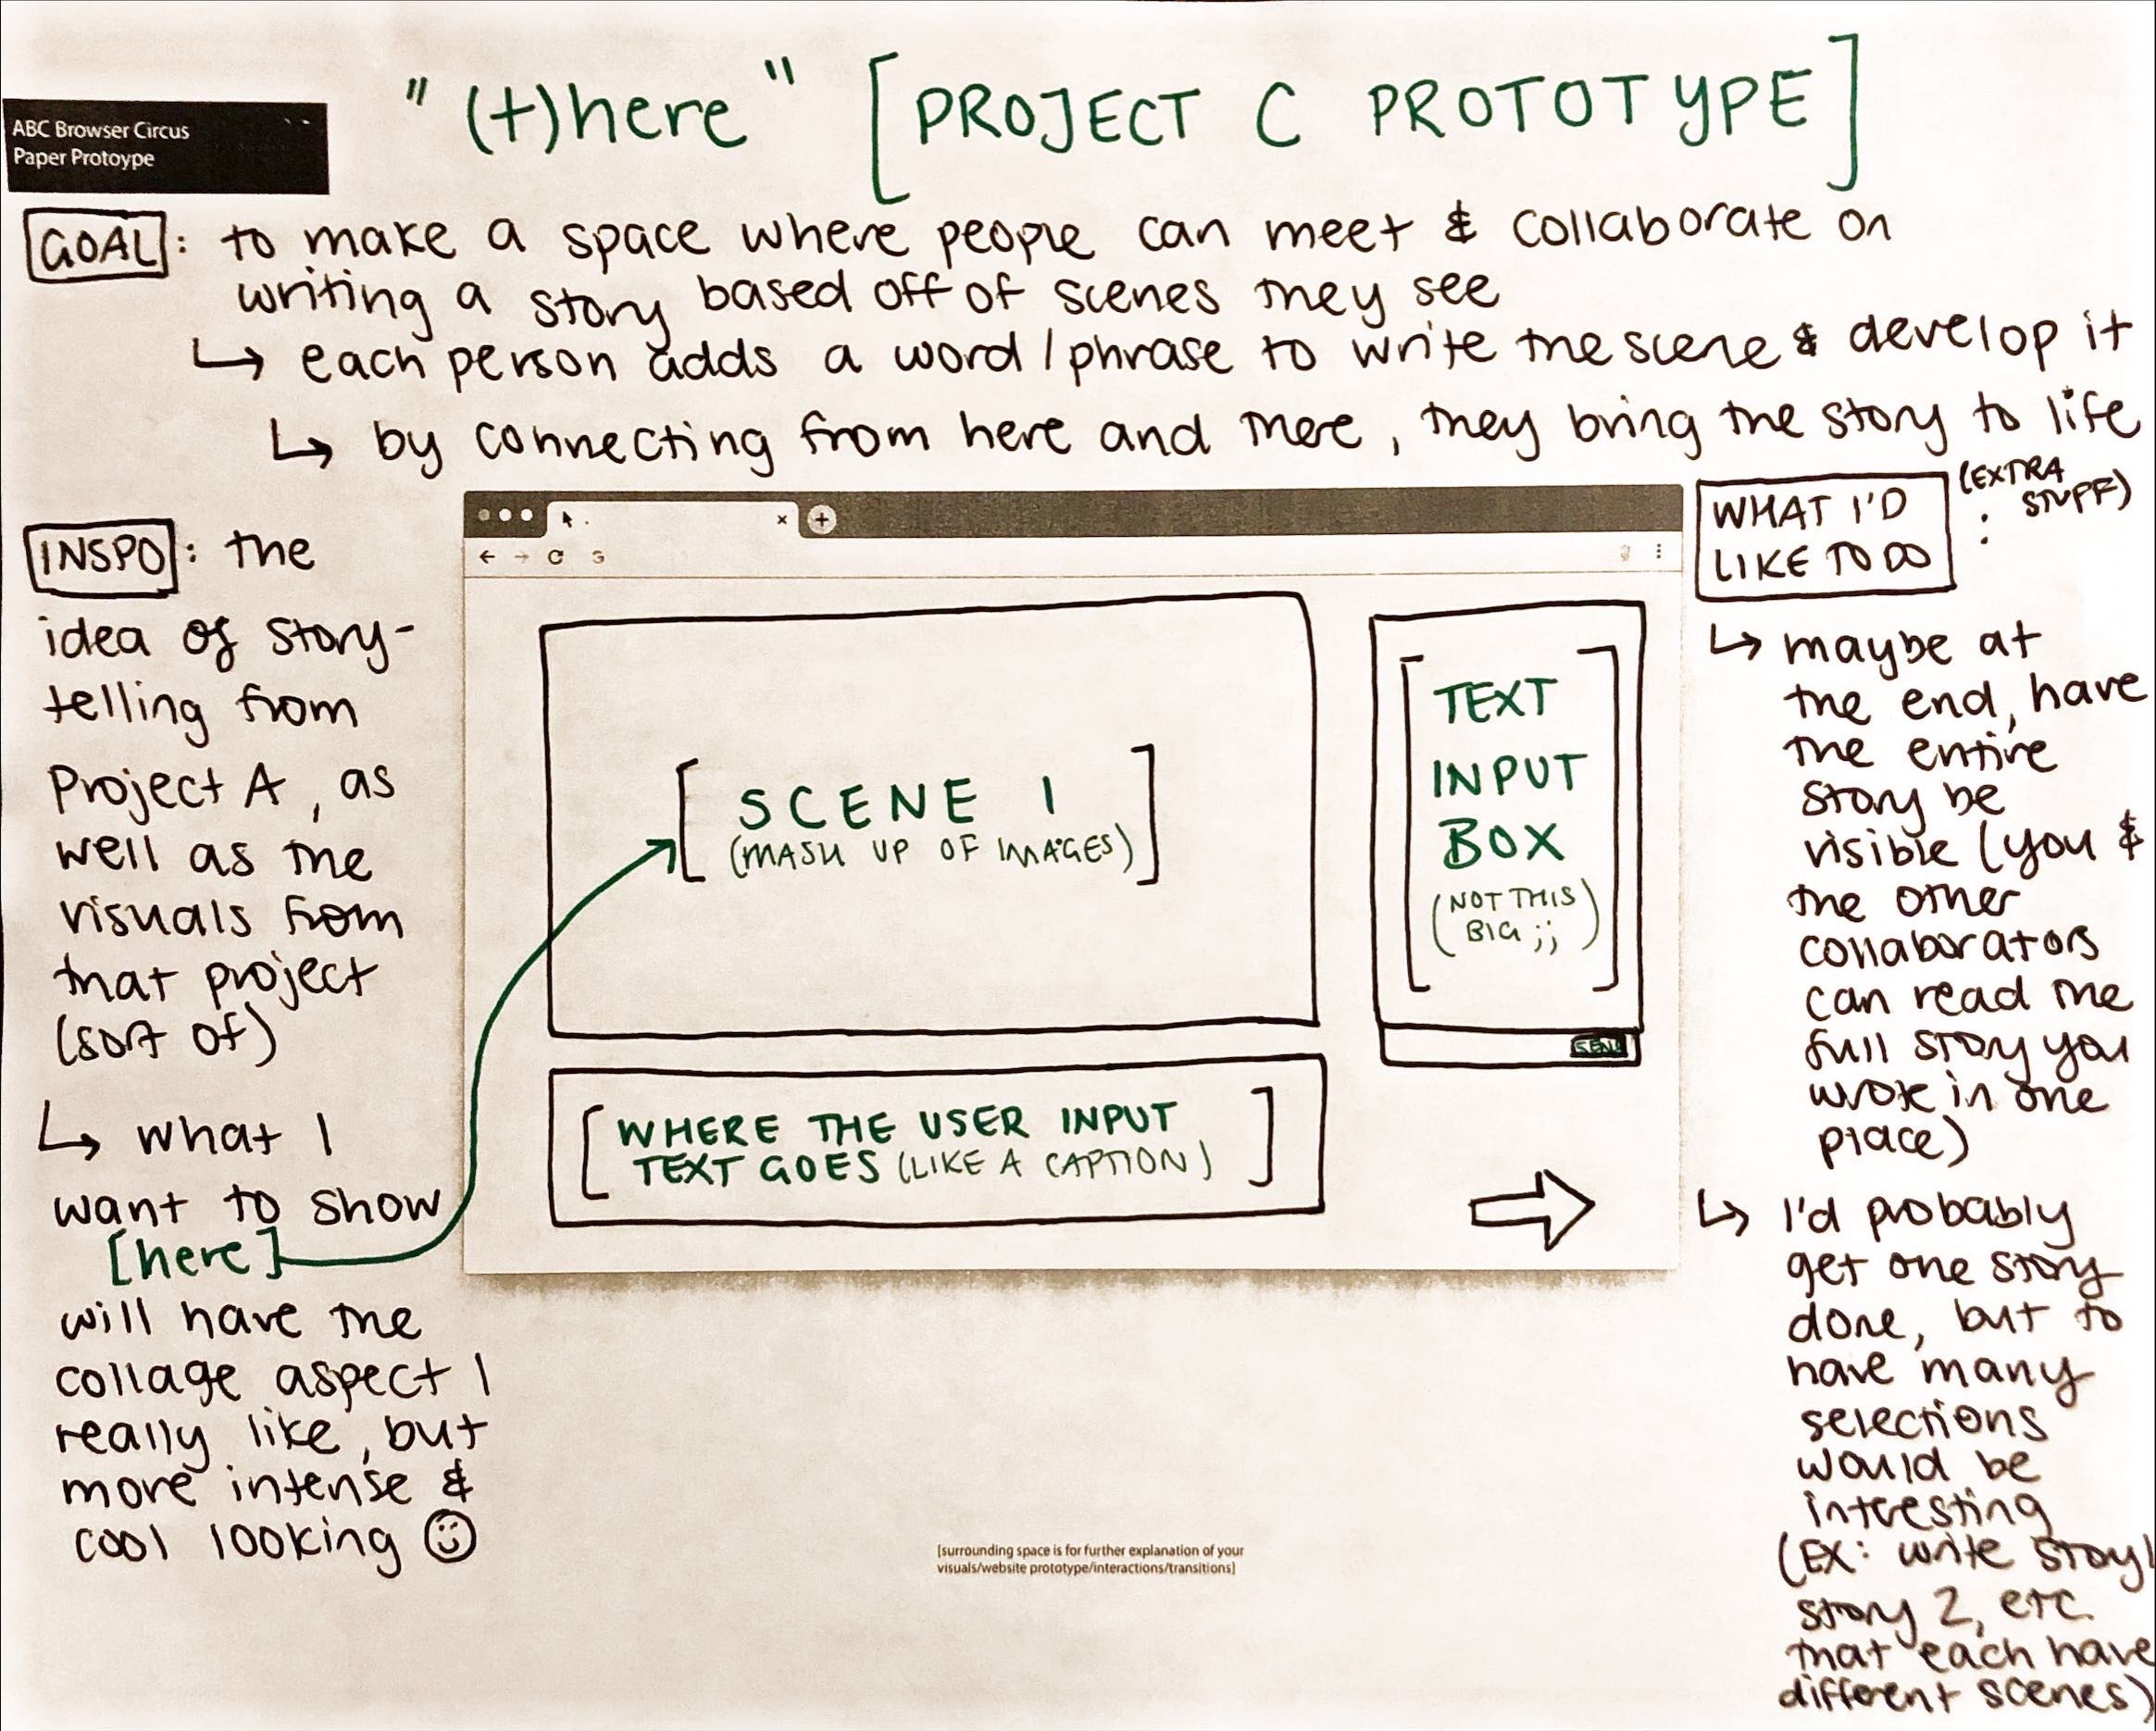 "(t)here" [PROJECT C PROTOTYPE]
ABC Browser Circus
Paper Protoype
GOAL: to make a space where people can meet & collaborate on
writing a story based off of scenes they see
↳ each person adds a word/phrase to write the scene & develop it
↳ by connecting from here and there, they bring the story to life
INSPO: the
idea of story-
telling from
Project A, as
well as the
visuals from
that project
(sort of)
↳ what I
want to show
[here]
will have the
collage aspect I
really like, but
more intense &
cool looking ☺
[SCENE 1
(MASH UP OF IMAGES)]
[WHERE THE USER INPUT
TEXT GOES (LIKE A CAPTION)]
[TEXT
INPUT
BOX
(NOT THIS
BIG ;;)]
SEND
WHAT I'D
LIKE TO DO
(EXTRA
STUFF)
:
↳ maybe at
the end, have
the entire
story be
visible (you &
the other
collaborators
can read the
full story you
wrote in one
place)
↳ I'd probably
get one story
done, but to
have many
selections
would be
interesting
(EX: write story 1
story 2, etc.
that each have
different scenes)
[surrounding space is for further explanation of your
visuals/website prototype/interactions/transitions]